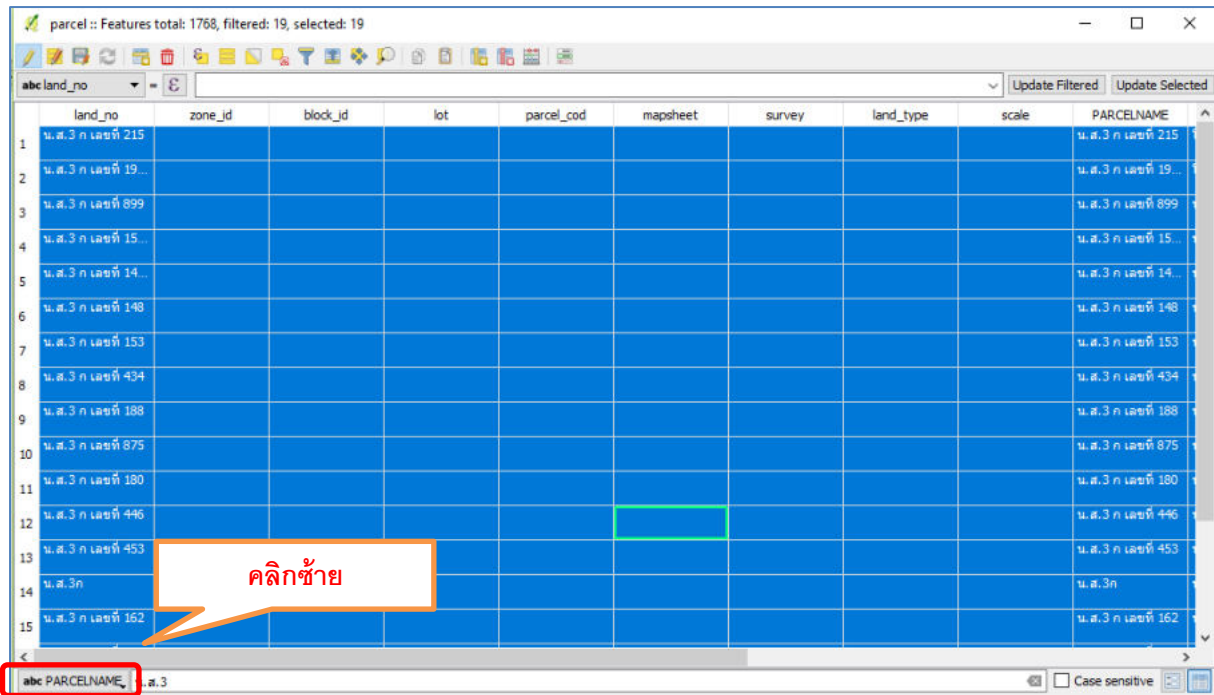 parcel :: Features total: 1768, filtered: 19, selected: 19
abc land_no = ε Update Filtered Update Selected
land_no zone_id block_id lot parcel_cod mapsheet survey land_type scale PARCELNAME
1 น.ส.3 ก เลขที่ 215 น.ส.3 ก เลขที่ 215
2 น.ส.3 ก เลขที่ 19... น.ส.3 ก เลขที่ 19...
3 น.ส.3 ก เลขที่ 899 น.ส.3 ก เลขที่ 899
4 น.ส.3 ก เลขที่ 15... น.ส.3 ก เลขที่ 15...
5 น.ส.3 ก เลขที่ 14... น.ส.3 ก เลขที่ 14...
6 น.ส.3 ก เลขที่ 148 น.ส.3 ก เลขที่ 148
7 น.ส.3 ก เลขที่ 153 น.ส.3 ก เลขที่ 153
8 น.ส.3 ก เลขที่ 434 น.ส.3 ก เลขที่ 434
9 น.ส.3 ก เลขที่ 188 น.ส.3 ก เลขที่ 188
10 น.ส.3 ก เลขที่ 875 น.ส.3 ก เลขที่ 875
11 น.ส.3 ก เลขที่ 180 น.ส.3 ก เลขที่ 180
12 น.ส.3 ก เลขที่ 446 น.ส.3 ก เลขที่ 446
13 น.ส.3 ก เลขที่ 453 น.ส.3 ก เลขที่ 453
คลิกซ้าย
14 น.ส.3ก น.ส.3ก
15 น.ส.3 ก เลขที่ 162 น.ส.3 ก เลขที่ 162
abc PARCELNAME น.ส.3 Case sensitive